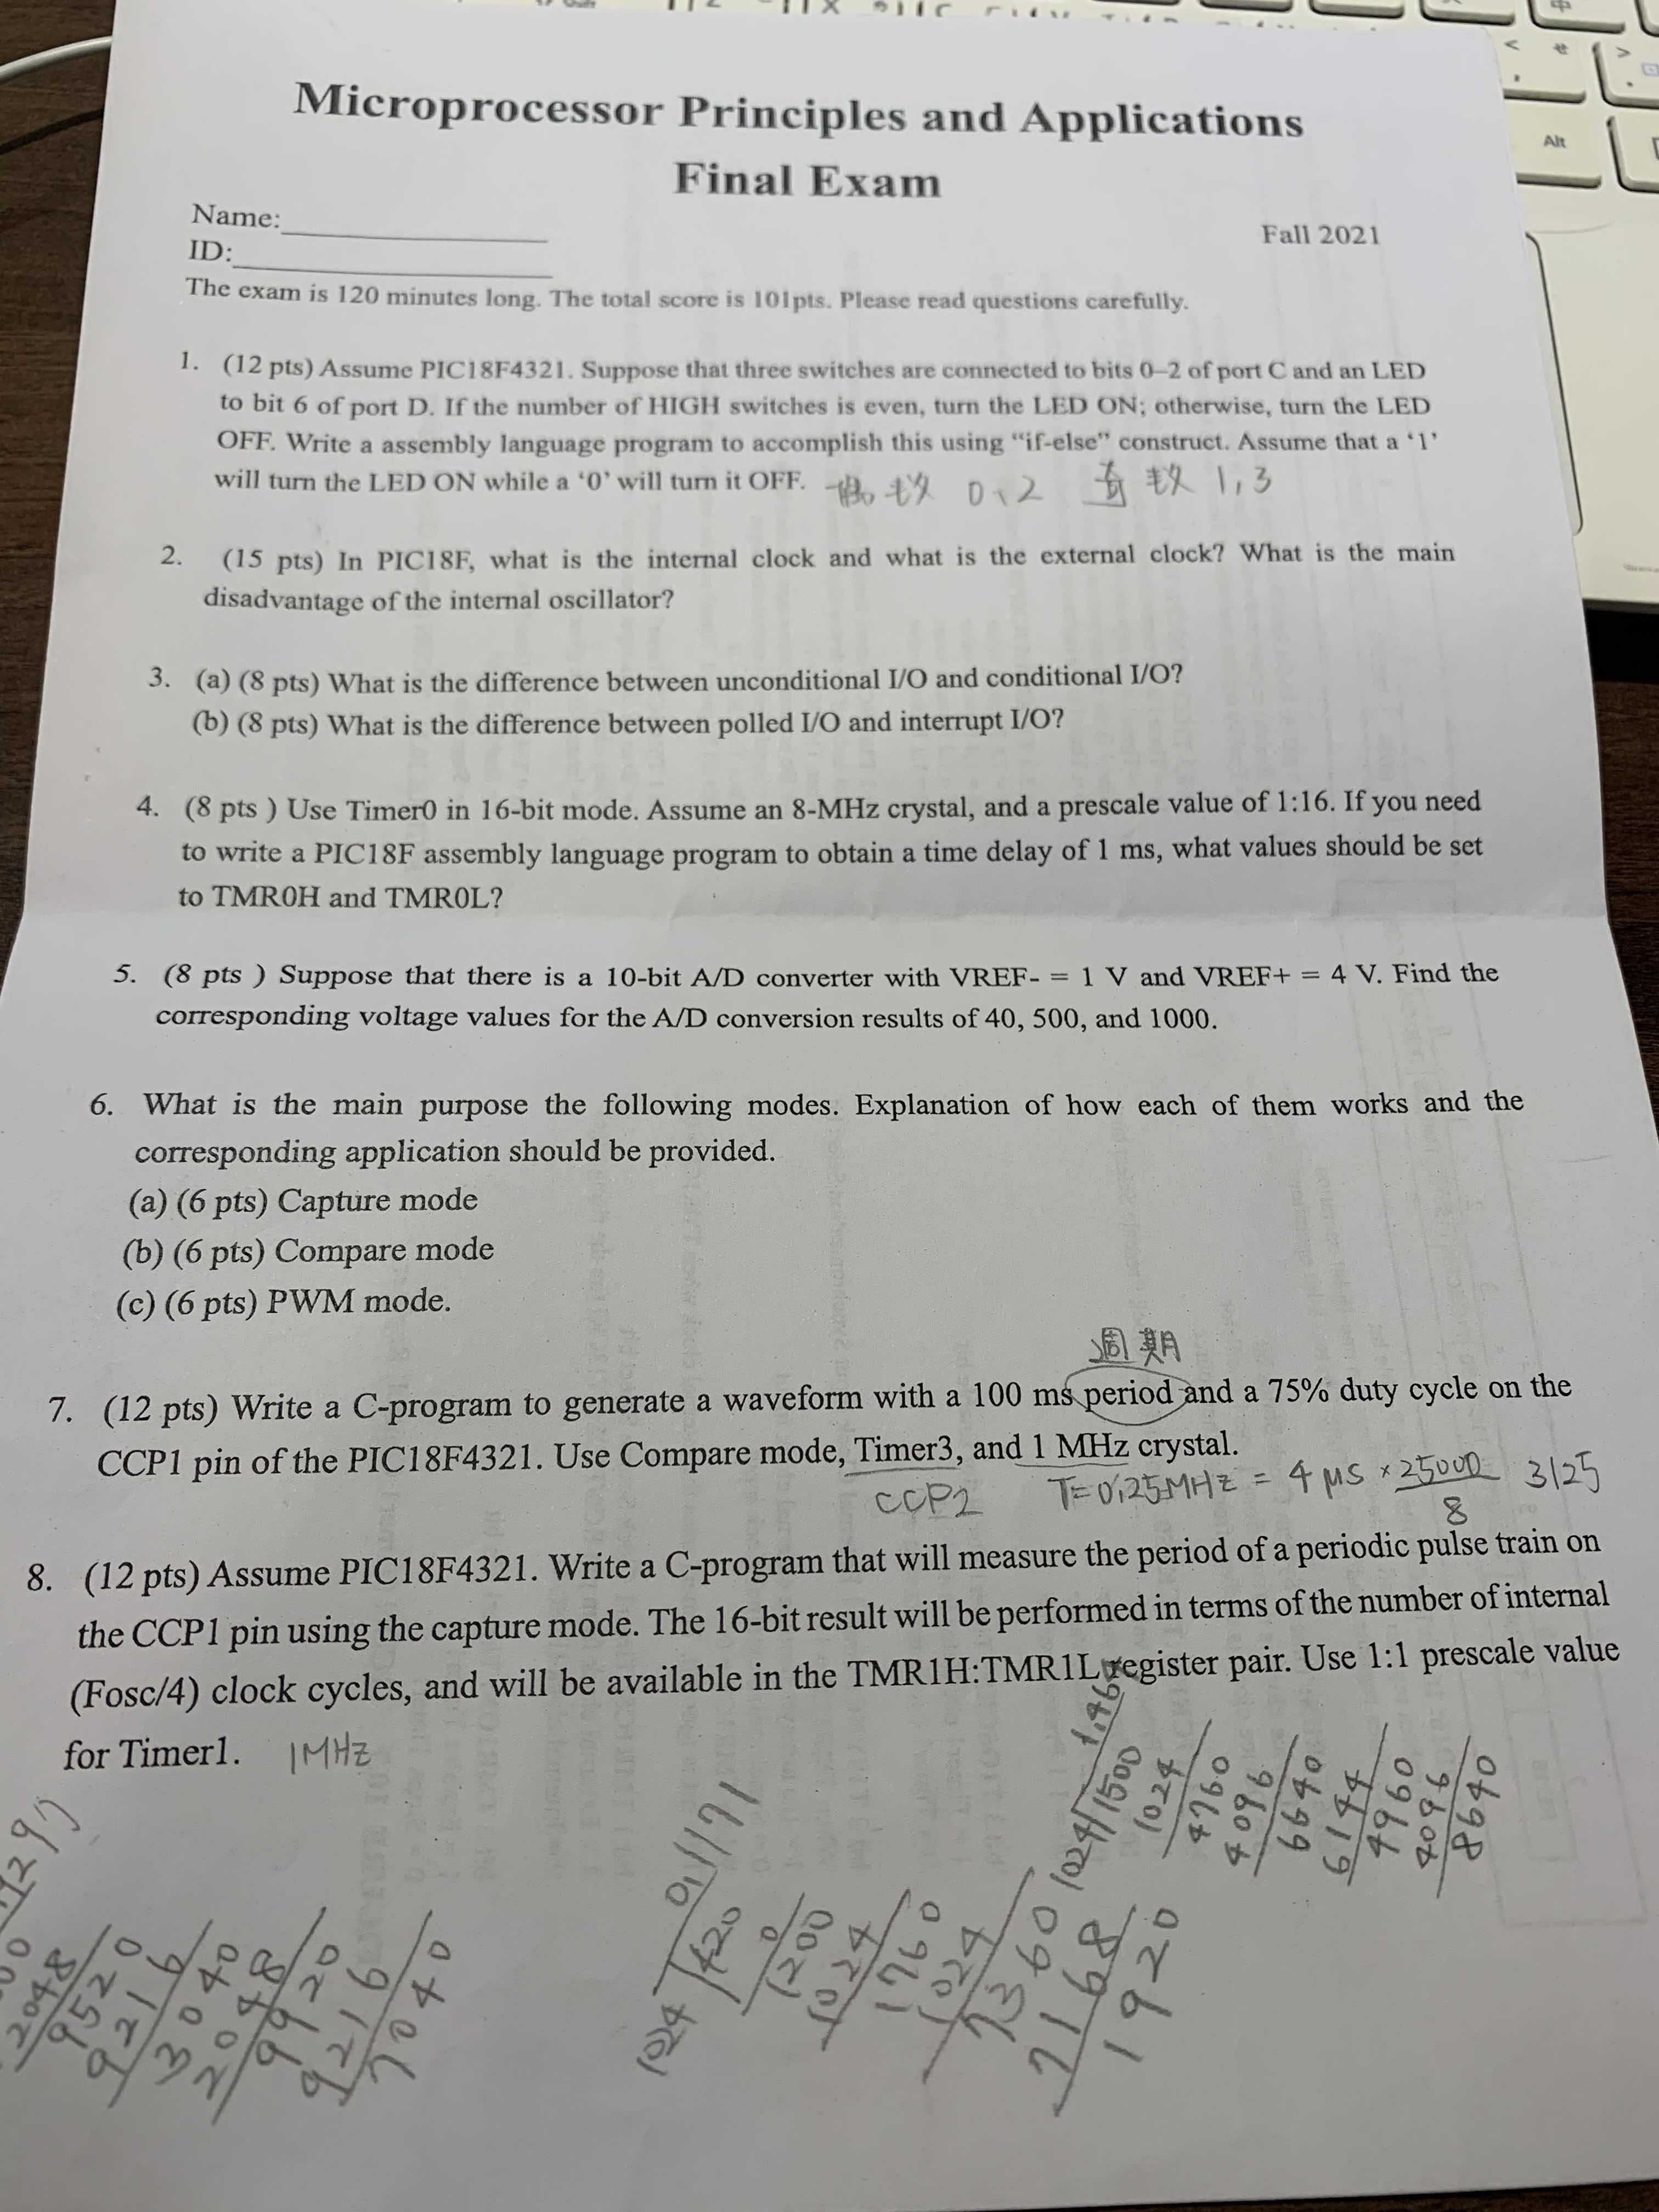 Alt
中
Microprocessor Principles and Applications
Final Exam
Name:
Fall 2021
ID:
The exam is 120 minutes long. The total score is 101pts. Please read questions carefully.
1. (12 pts) Assume PIC18F4321. Suppose that three switches are connected to bits 0–2 of port C and an LED
to bit 6 of port D. If the number of HIGH switches is even, turn the LED ON; otherwise, turn the LED
OFF. Write a assembly language program to accomplish this using “if-else” construct. Assume that a ‘1’
will turn the LED ON while a ‘0’ will turn it OFF. 偶数 0、2 奇数 1,3
2. (15 pts) In PIC18F, what is the internal clock and what is the external clock? What is the main
disadvantage of the internal oscillator?
3. (a) (8 pts) What is the difference between unconditional I/O and conditional I/O?
(b) (8 pts) What is the difference between polled I/O and interrupt I/O?
4. (8 pts ) Use Timer0 in 16-bit mode. Assume an 8-MHz crystal, and a prescale value of 1:16. If you need
to write a PIC18F assembly language program to obtain a time delay of 1 ms, what values should be set
to TMR0H and TMR0L?
5. (8 pts ) Suppose that there is a 10-bit A/D converter with VREF- = 1 V and VREF+ = 4 V. Find the
corresponding voltage values for the A/D conversion results of 40, 500, and 1000.
6. What is the main purpose the following modes. Explanation of how each of them works and the
corresponding application should be provided.
(a) (6 pts) Capture mode
(b) (6 pts) Compare mode
(c) (6 pts) PWM mode.
週期
7. (12 pts) Write a C-program to generate a waveform with a 100 ms period and a 75% duty cycle on the
CCP1 pin of the PIC18F4321. Use Compare mode, Timer3, and 1 MHz crystal.
CCP2 T=0.25MHz = 4 μs × 25000 3125
8
8. (12 pts) Assume PIC18F4321. Write a C-program that will measure the period of a periodic pulse train on
the CCP1 pin using the capture mode. The 16-bit result will be performed in terms of the number of internal
(Fosc/4) clock cycles, and will be available in the TMR1H:TMR1L register pair. Use 1:1 prescale value
for Timer1. 1MHz
2048
9520
9216
3040
2048
9920
9216
7040
0,1171
1024
120
0
1200
1024
1760
1024
7360
7168
1920
1,464
1024
1500
1024
4760
4096
6640
6144
4960
4096
8640